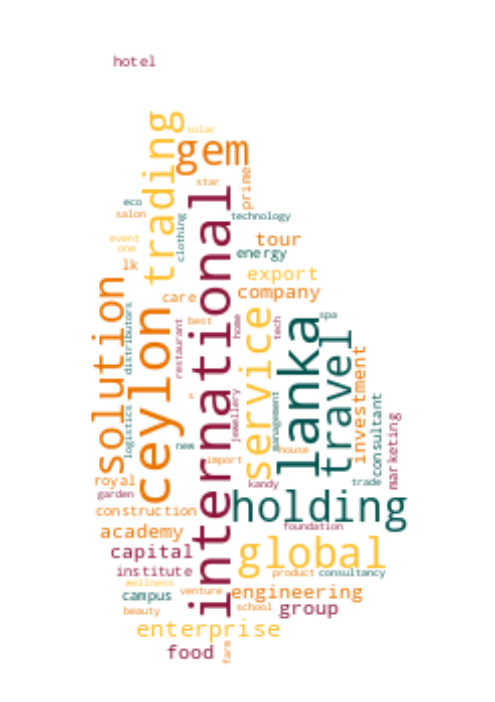 hotel
trading
solar
gem
star
prime
eco
salon
clothing
technology
event
one
tour
energy
lk
export
care
company
international
solution
ceylon
distributors
restaurant
best
home
service
tech
lanka
spa
travel
investment
logistics
s
jewellery
management
consultant
marketing
new
import
house
royal
garden
kandy
trade
construction
holding
academy
foundation
capital
global
institute
product
consultancy
wellness
campus
venture
engineering
beauty
school
group
enterprise
food
farm